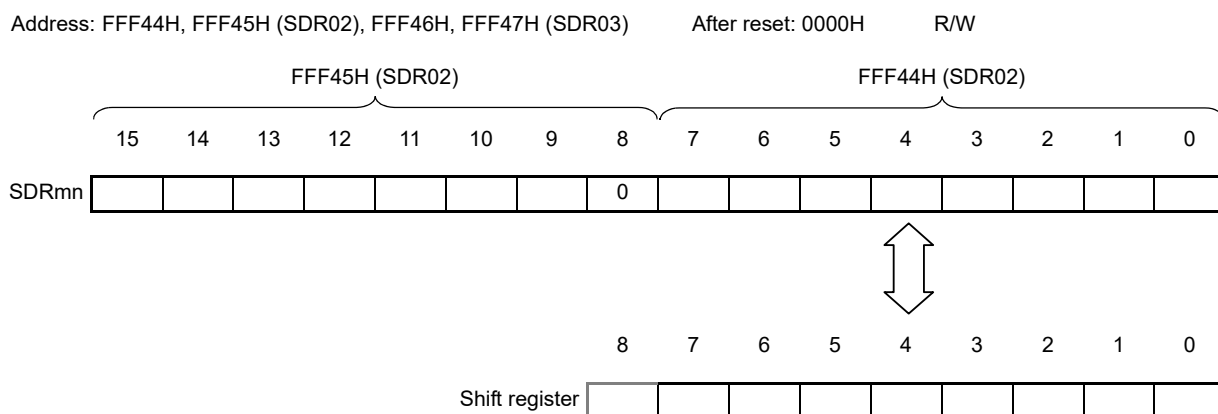 Address: FFF44H, FFF45H (SDR02), FFF46H, FFF47H (SDR03) After reset: 0000H R/W
FFF45H (SDR02) FFF44H (SDR02)
15 14 13 12 11 10 9 8 7 6 5 4 3 2 1 0
SDRmn 0
8 7 6 5 4 3 2 1 0
Shift register